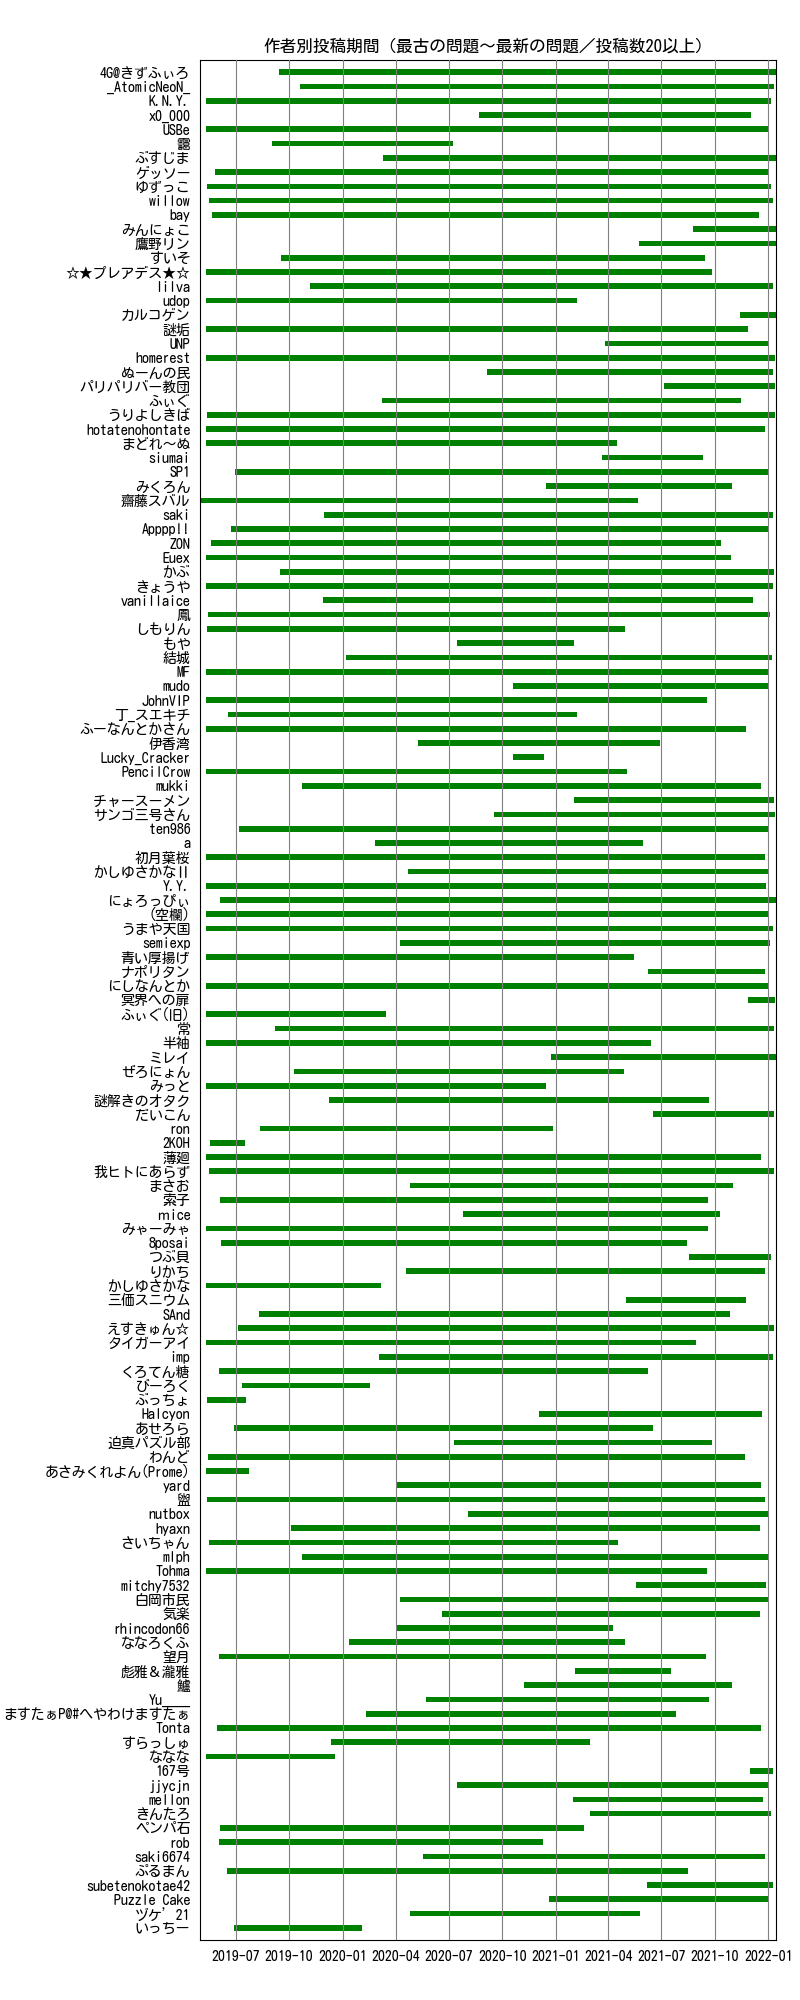 作者別投稿期間（最古の問題～最新の問題／投稿数20以上）
4G@きずふぃろ
_AtomicNeoN_
K.N.Y.
x0_000
USBe
靄
ぶすじま
ゲッソー
ゆずっこ
willow
bay
みんにょこ
鷹野リン
すいそ
☆★プレアデス★☆
lilva
udop
カルコゲン
謎垢
UNP
homerest
ぬーんの民
パリパリバー教団
ふぃぐ
うりよしきば
hotatenohontate
まどれ～ぬ
siumai
SP1
みくろん
齋藤スバル
saki
Appppll
ZON
Euex
かぶ
きょうや
vanillaice
鳳
しもりん
もや
結城
MF
mudo
JohnVIP
丁_スエキチ
ふーなんとかさん
伊香湾
Lucky_Cracker
PencilCrow
mukki
チャースーメン
サンゴ三号さん
ten986
a
初月葉桜
かしゆさかなII
Y.Y.
にょろっぴぃ
(空欄)
うまや天国
semiexp
青い厚揚げ
ナポリタン
にしなんとか
冥界への扉
ふぃぐ(旧)
常
半袖
ミレイ
ぜろにょん
みっと
謎解きのオタク
だいこん
ron
2KOH
薄廻
我ヒトにあらず
まさお
索子
mice
みゃーみゃ
8posai
つぶ貝
りかち
かしゆさかな
三価スニウム
SAnd
えすきゅん☆
タイガーアイ
imp
くろてん糖
びーろく
ぶっちょ
Halcyon
あせろら
迫真パズル部
わんど
あさみくれよん(Prome)
yard
nutbox
hyaxn
さいちゃん
mlph
Tohma
mitchy7532
白岡市民
気楽
rhincodon66
ななろくふ
望月
彪雅＆瀧雅
鱸
Yu____
ますたぁP@#へやわけますたぁ
Tonta
すらっしゅ
ななな
167号
jjycjn
mellon
きんたろ
ペンパ石
rob
saki6674
ぷるまん
subetenokotae42
Puzzle Cake
ヅケ’21
いっちー
2019-07 2019-10 2020-01 2020-04 2020-07 2020-10 2021-01 2021-04 2021-07 2021-10 2022-01